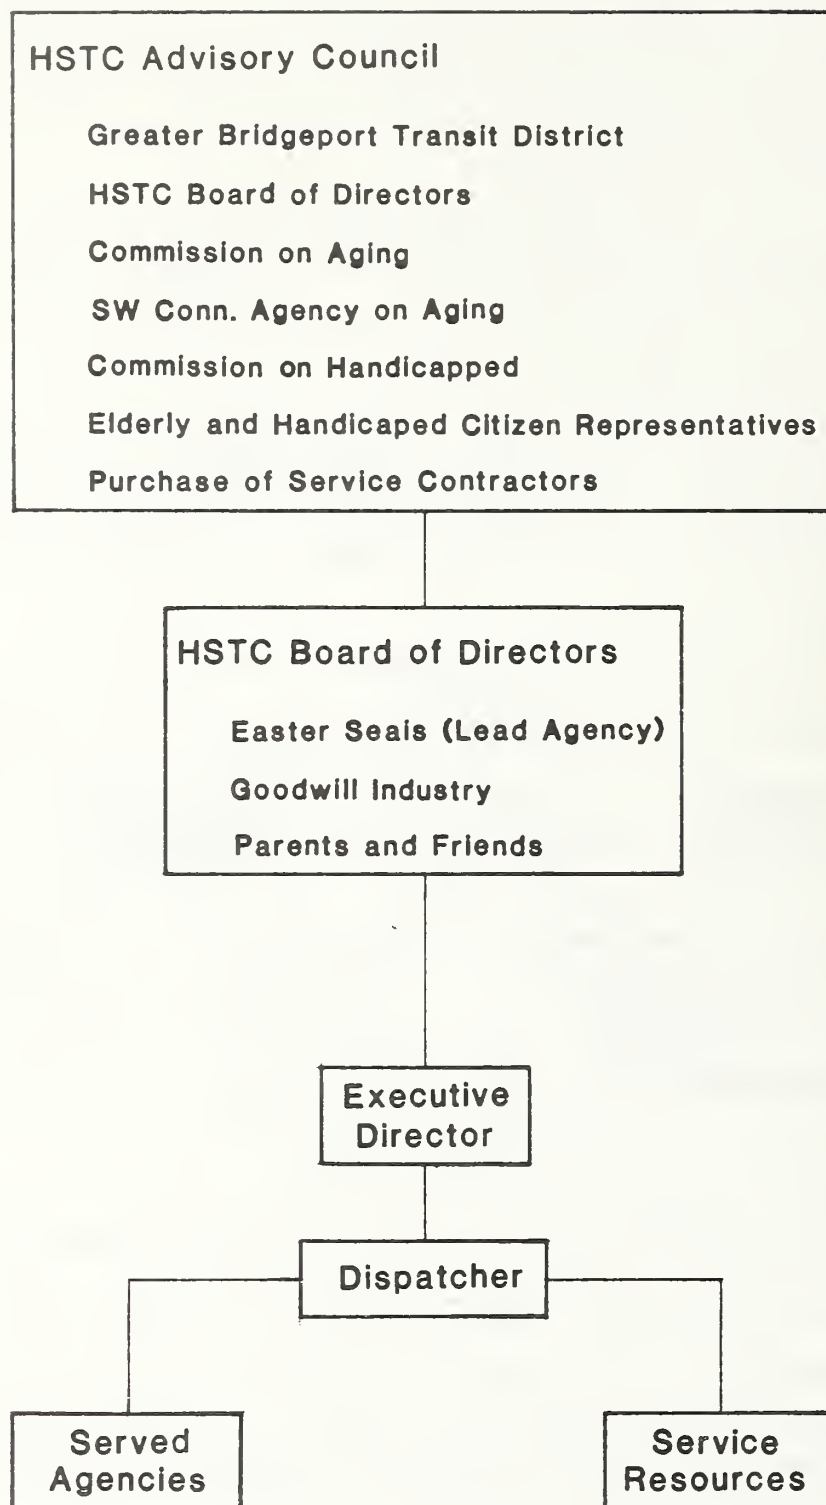 HSTC Advisory Council
Greater Bridgeport Transit District
HSTC Board of Directors
Commission on Aging
SW Conn. Agency on Aging
Commission on Handicapped
Elderly and Handicaped Citizen Representatives
Purchase of Service Contractors
HSTC Board of Directors
Easter Seals (Lead Agency)
Goodwill Industry
Parents and Friends
Executive
Director
Dispatcher
Served
Agencies
Service
Resources